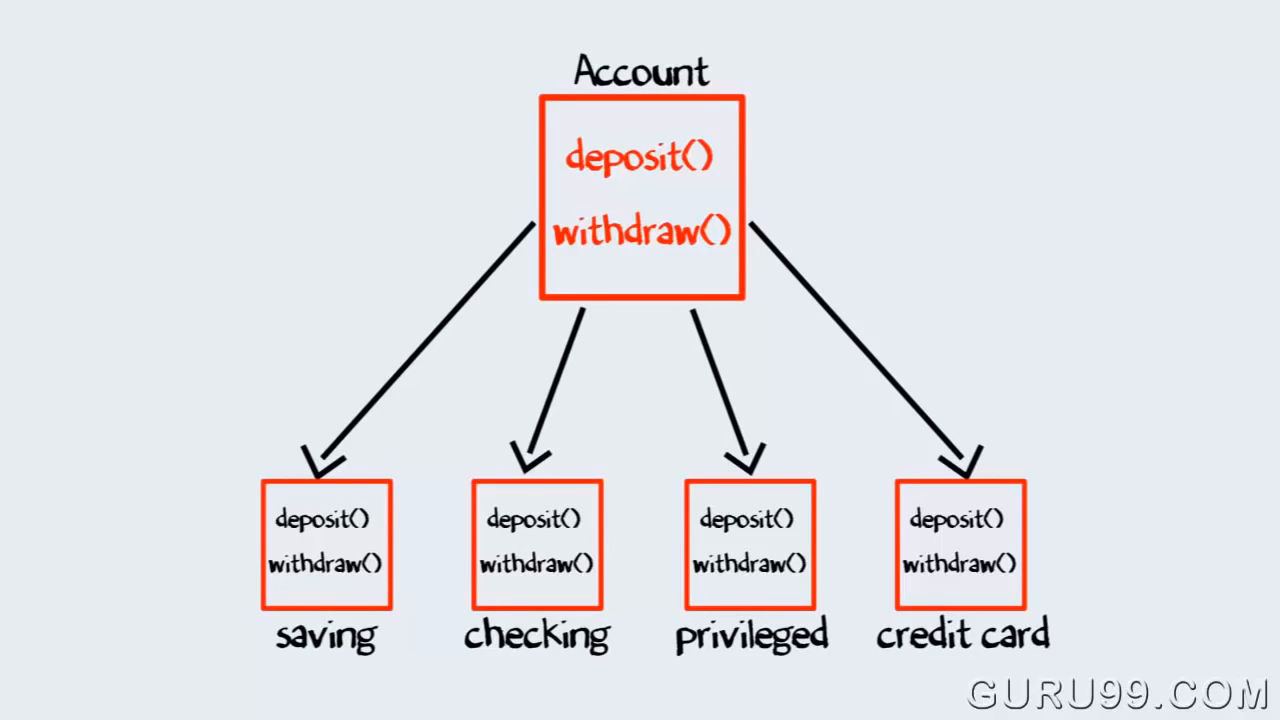 Account
deposit()
withdraw()
deposit() deposit() deposit() deposit()
withdraw() withdraw() withdraw() withdraw()
saving checking privileged credit card
GURU99.COM